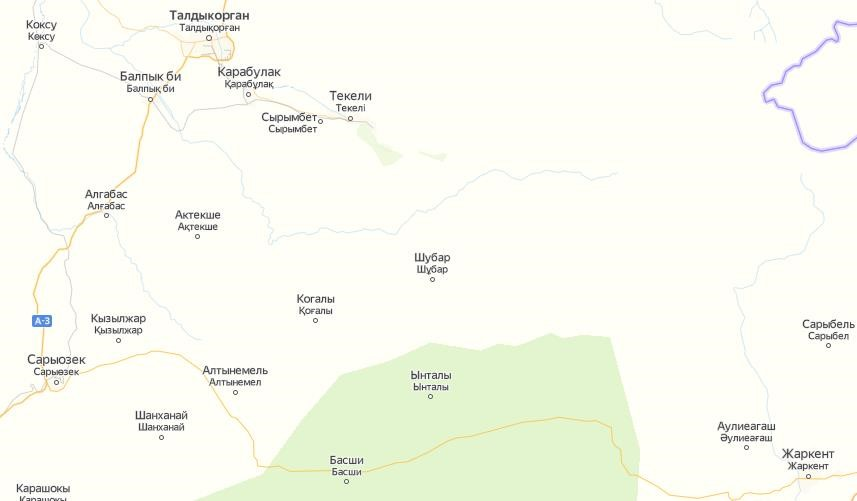 Талдыкорган
Талдықорған
Коксу
Көксу
Карабулак
Қарабұлақ
Балпык би
Балпық би
Текели
Текелі
Сырымбет
Сырымбет
Алгабас
Алғабас
Актекше
Ақтекше
Шубар
Шұбар
Когалы
Қоғалы
А-3
Кызылжар
Қызылжар
Сарыбель
Сарыбел
Сарыозек
Сарыөзек
Алтынемель
Алтынемел
Ынталы
Ынталы
Шанханай
Шанханай
Аулиеагаш
Әулиеағаш
Жаркент
Жаркент
Басши
Басши
Карашокы
Қарашоқы